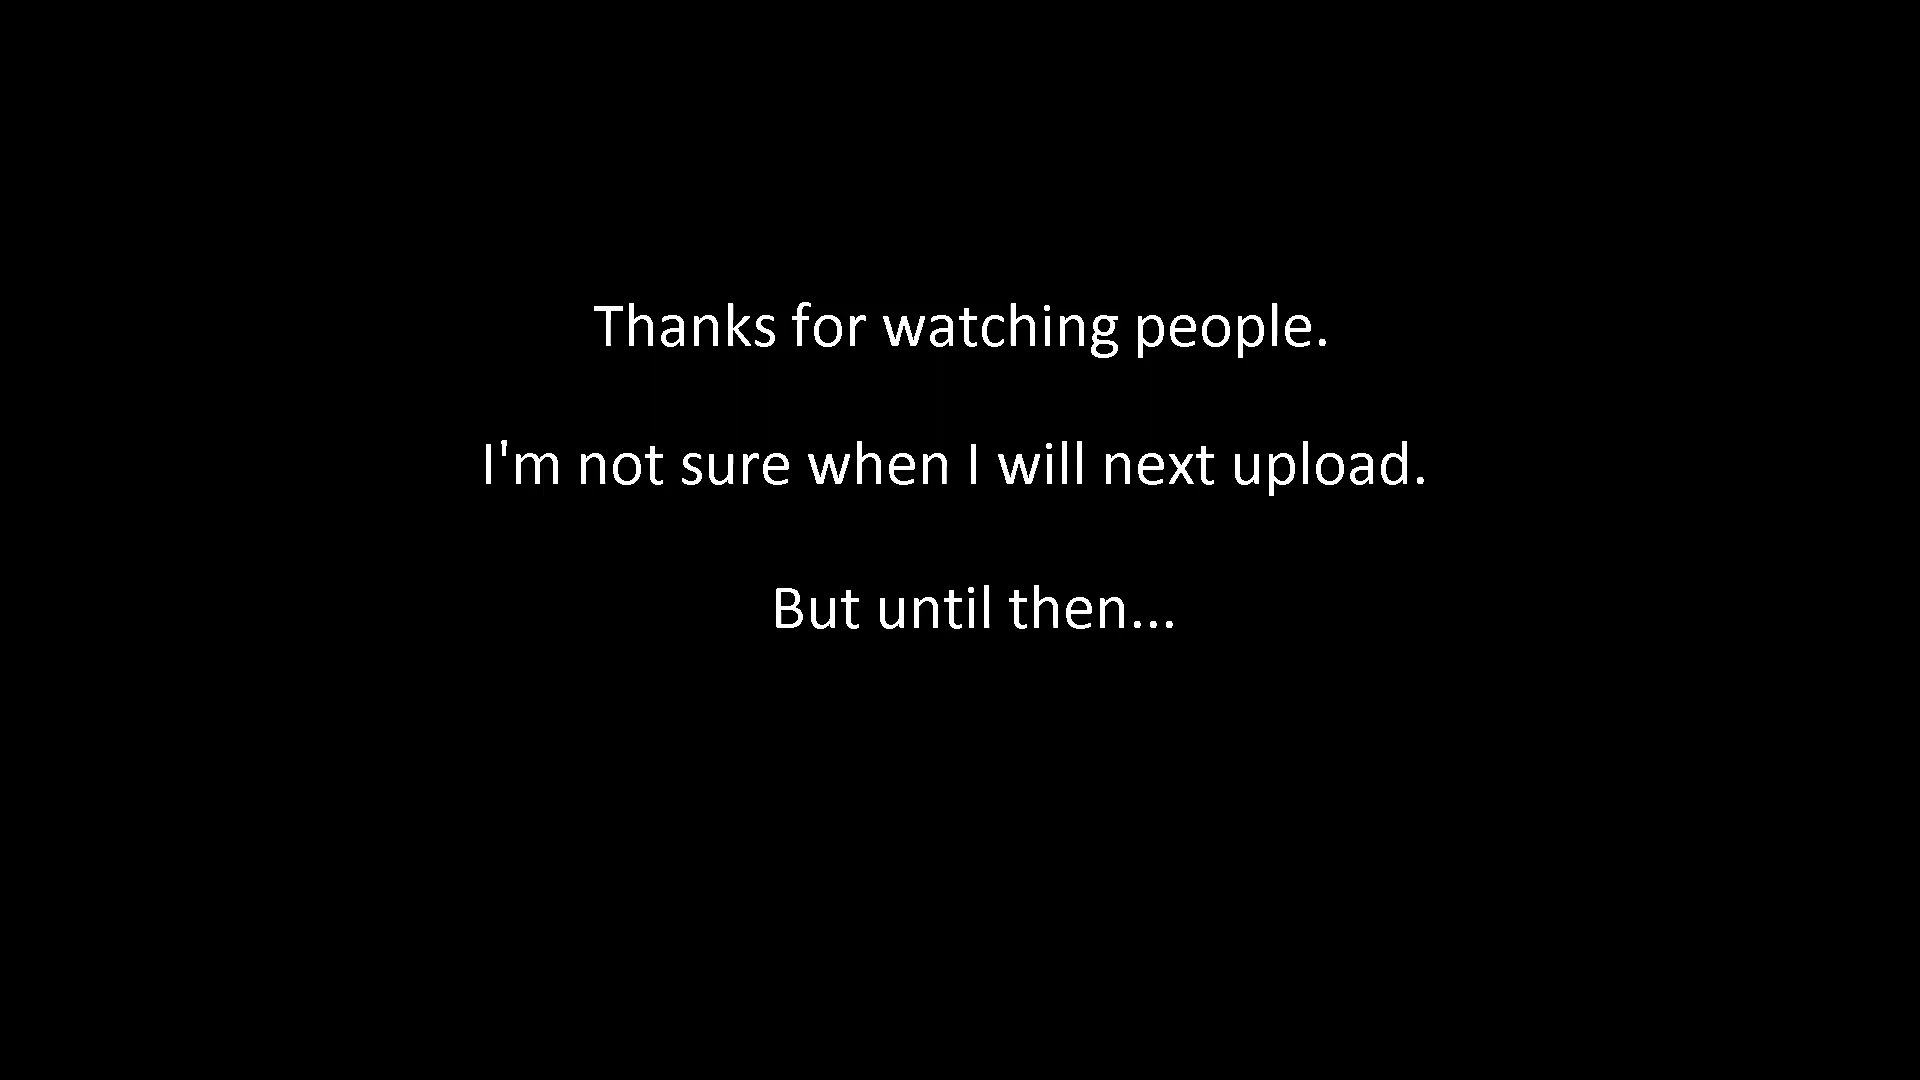 Thanks for watching people.
I'm not sure when I will next upload.
But until then...